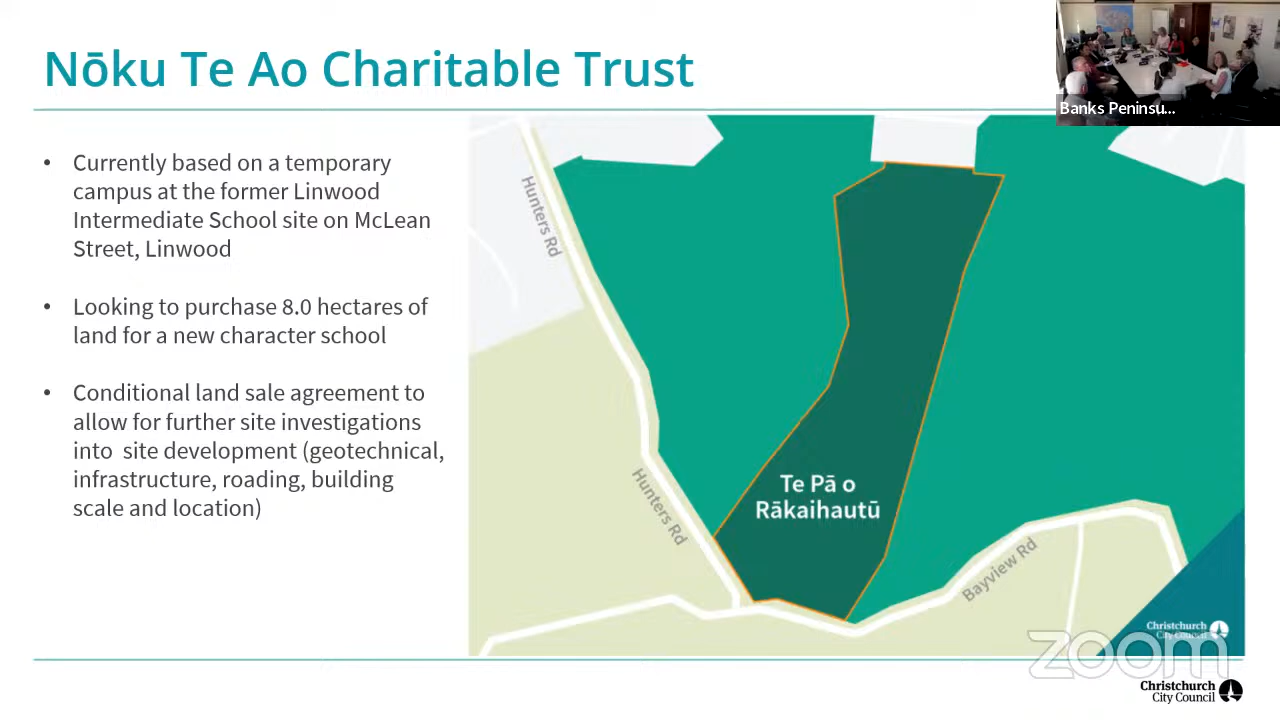 Nōku Te Ao Charitable Trust
Banks Peninsu...
• Currently based on a temporary
campus at the former Linwood
Intermediate School site on McLean
Street, Linwood
• Looking to purchase 8.0 hectares of
land for a new character school
• Conditional land sale agreement to
allow for further site investigations
into  site development (geotechnical,
infrastructure, roading, building
scale and location)
Hunters Rd
Hunters Rd
Te Pā o
Rākaihautū
Bayview Rd
Christchurch
City Council
zoom
Christchurch
City Council